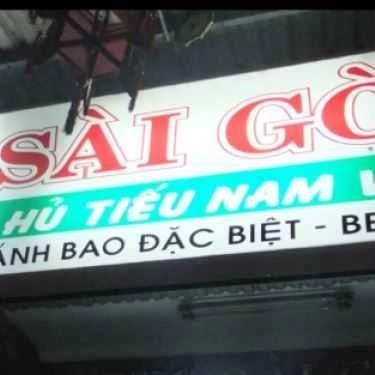 SÀI GÒ
HỦ TIẾU NAM V
ÁNH BAO ĐẶC BIỆT - BE